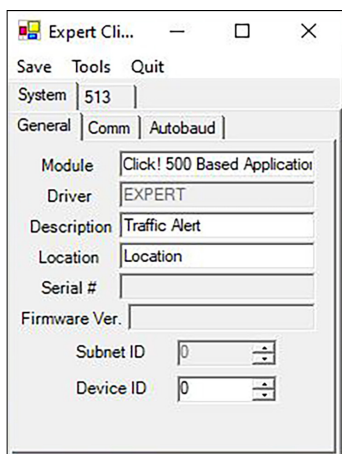 Expert Cli...
Save Tools Quit
System 513
General Comm Autobaud
Module Click! 500 Based Application
Driver EXPERT
Description Traffic Alert
Location Location
Serial #
Firmware Ver.
Subnet ID 0
Device ID 0